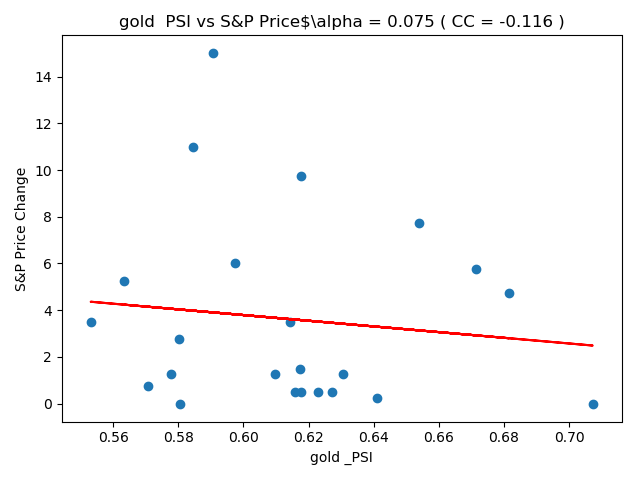 gold  PSI vs S&P Price$\alpha = 0.075 ( CC = -0.116 )
14
12
10
8
6
4
2
0
S&P Price Change
0.56 0.58 0.60 0.62 0.64 0.66 0.68 0.70
gold _PSI